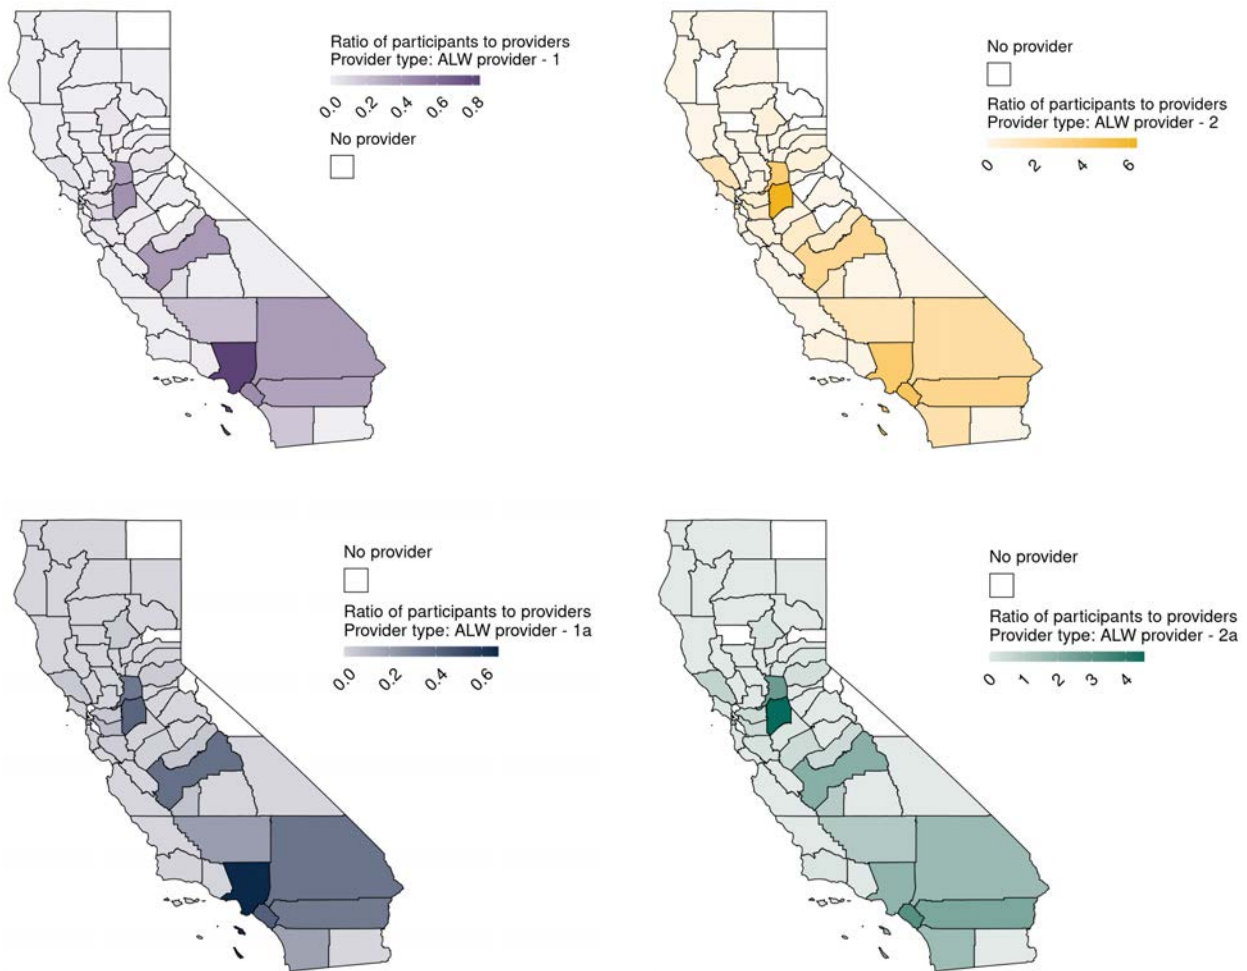 Ratio of participants to providers
Provider type: ALW provider - 1
0.0 0.2 0.4 0.6 0.8
No provider
No provider
Ratio of participants to providers
Provider type: ALW provider - 2
0 2 4 6
No provider
Ratio of participants to providers
Provider type: ALW provider - 1a
0.0 0.2 0.4 0.6
No provider
Ratio of participants to providers
Provider type: ALW provider - 2a
0 1 2 3 4